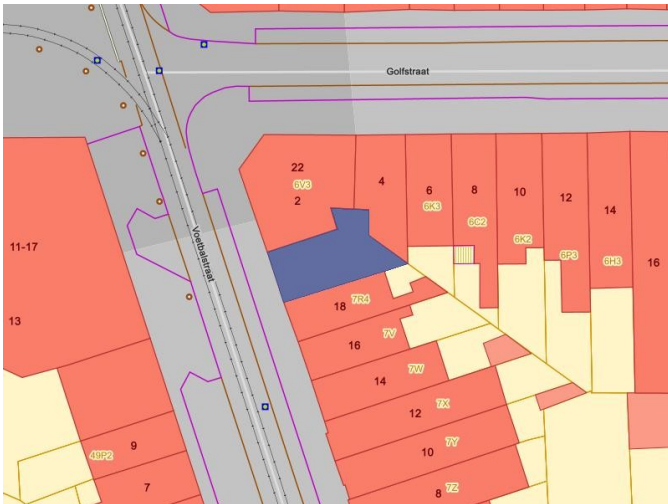 Golfstraat
22
6V3
2
4
6
6K3
8
6C2
10
6K2
12
6P3
14
6H3
16
Voetbalstraat
11-17
13
18
7R4
16
7V
14
7W
12
7X
10
7Y
8
7Z
9
49P2
7